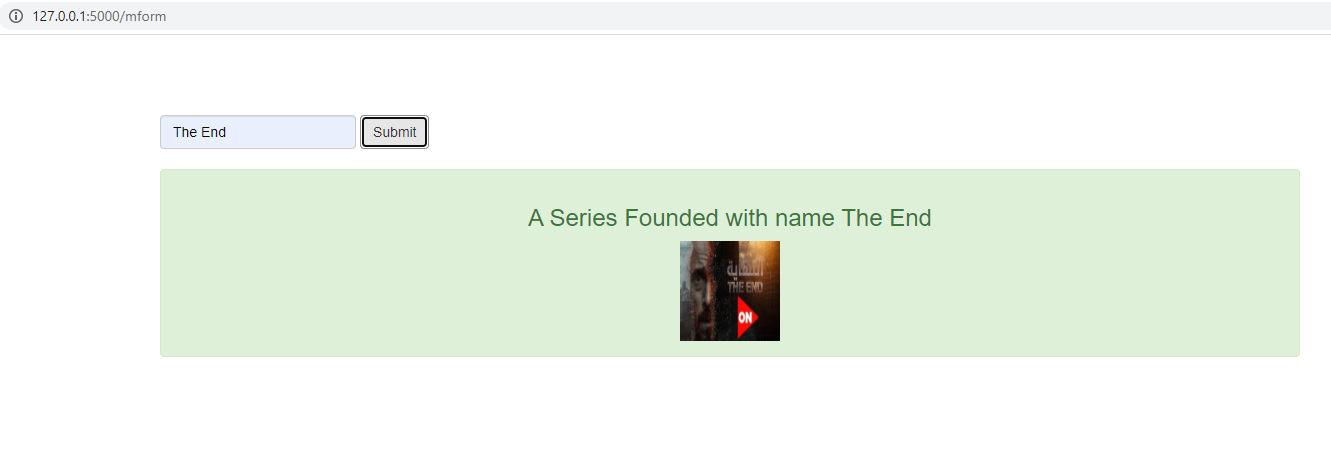 127.0.0.1:5000/mform
The End
Submit
A Series Founded with name The End
النهاية
THE END
ON